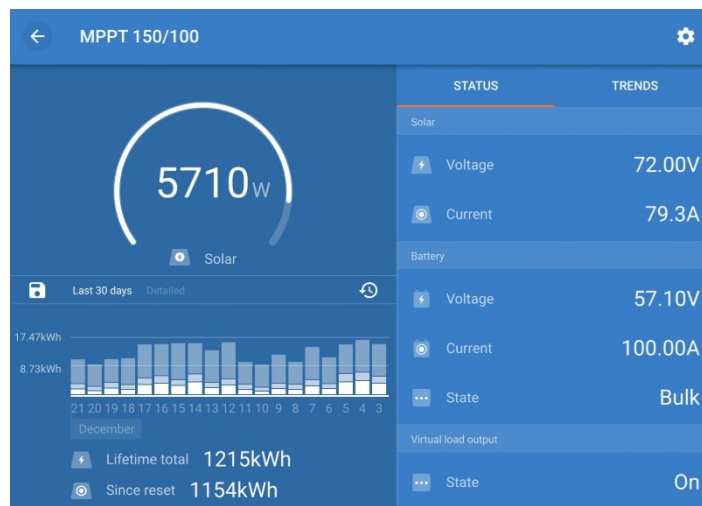 MPPT 150/100
5710W
Solar
Last 30 days Detailed
17.47kWh
8.73kWh
21 20 19 18 17 16 15 14 13 12 11 10 9 8 7 6 5 4 3
December
Lifetime total 1215kWh
Since reset 1154kWh
STATUS TRENDS
Solar
Voltage 72.00V
Current 79.3A
Battery
Voltage 57.10V
Current 100.00A
State Bulk
Virtual load output
State On